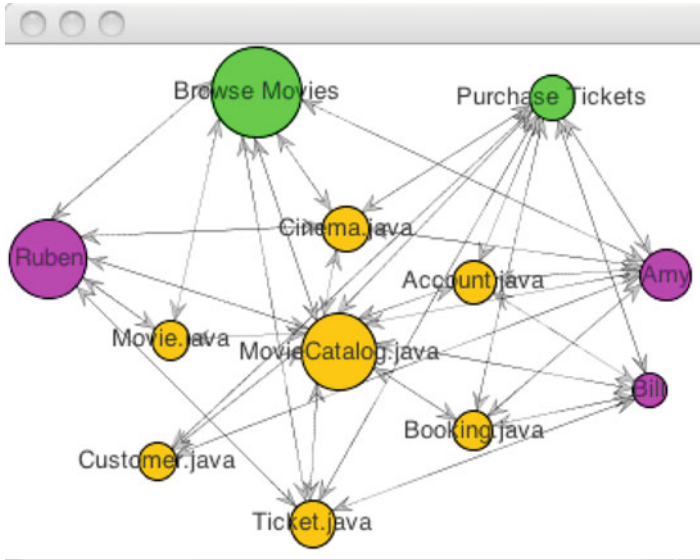 Browse Movies
Purchase Tickets
Cinema.java
Ruben
Account.java
Amy
Movie.java
MovieCatalog.java
Bill
Booking.java
Customer.java
Ticket.java